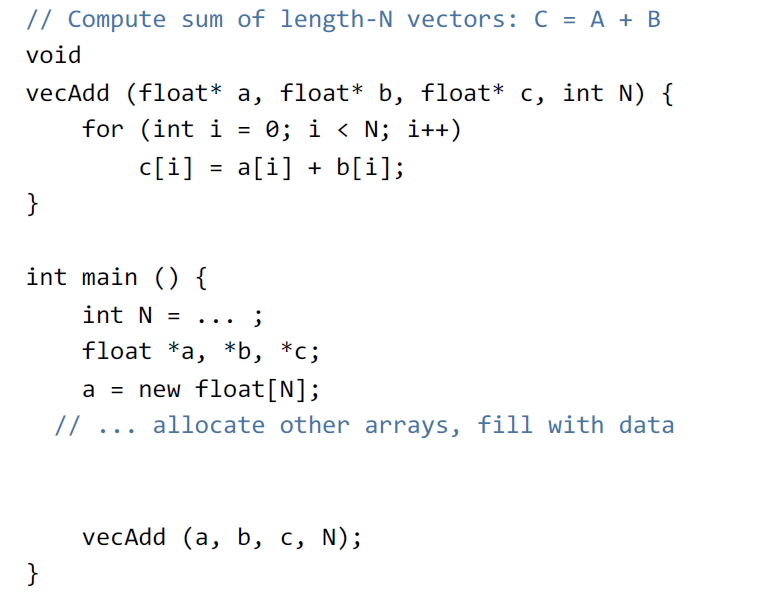 // Compute sum of length-N vectors: C = A + B
void
vecAdd (float* a, float* b, float* c, int N) {
    for (int i = 0; i < N; i++)
        c[i] = a[i] + b[i];
}

int main () {
    int N = ... ;
    float *a, *b, *c;
    a = new float[N];
  // ... allocate other arrays, fill with data

    vecAdd (a, b, c, N);
}